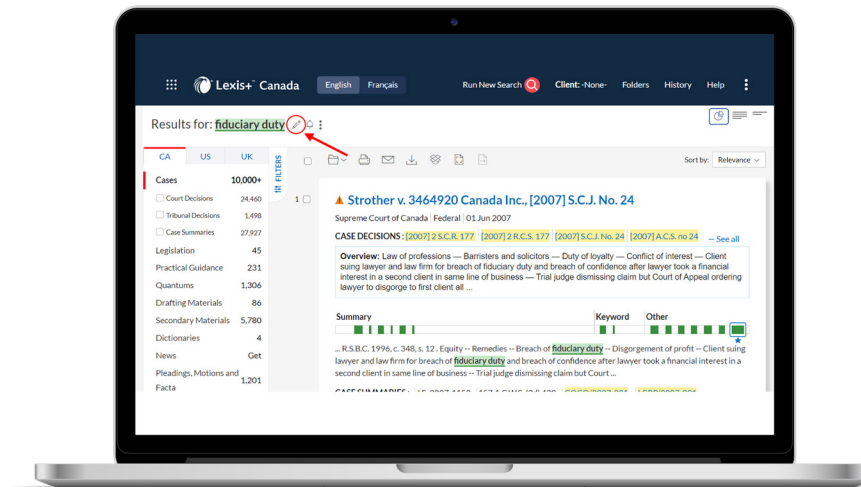 Lexis+® Canada English Français Run New Search Client: -None- Folders History Help
Results for: fiduciary duty
CA US UK
FILTERS
Sort by: Relevance
Cases 10,000+
Court Decisions 24,460
Tribunal Decisions 1,498
Case Summaries 27,927
Legislation 45
Practical Guidance 231
Quantums 1,306
Drafting Materials 86
Secondary Materials 5,780
Dictionaries 4
News Get
Pleadings, Motions and
Facta 1,201
1 Strother v. 3464920 Canada Inc., [2007] S.C.J. No. 24
Supreme Court of Canada | Federal | 01 Jun 2007
CASE DECISIONS : [2007] 2 S.C.R. 177 [2007] 2 R.C.S. 177 [2007] S.C.J. No. 24 [2007] A.C.S. no 24 — See all
Overview: Law of professions — Barristers and solicitors — Duty of loyalty — Conflict of interest — Client
suing lawyer and law firm for breach of fiduciary duty and breach of confidence after lawyer took a financial
interest in a second client in same line of business — Trial judge dismissing claim but Court of Appeal ordering
lawyer to disgorge to first client all ...
Summary Keyword Other
... R.S.B.C. 1996, c. 348, s. 12 . Equity -- Remedies -- Breach of fiduciary duty -- Disgorgement of profit -- Client suing
lawyer and law firm for breach of fiduciary duty and breach of confidence after lawyer took a financial interest in a
second client in same line of business -- Trial judge dismissing claim but Court ...
CASE SUMMARIES :